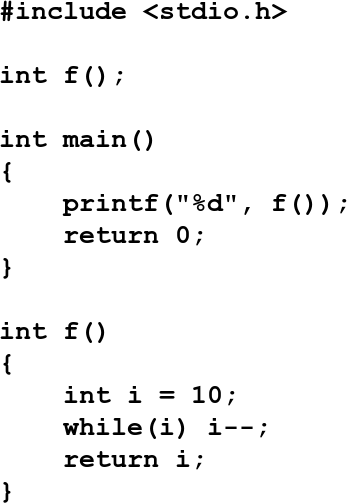 #include <stdio.h>

int f();

int main()
{
    printf("%d", f());
    return 0;
}

int f()
{
    int i = 10;
    while(i) i--;
    return i;
}